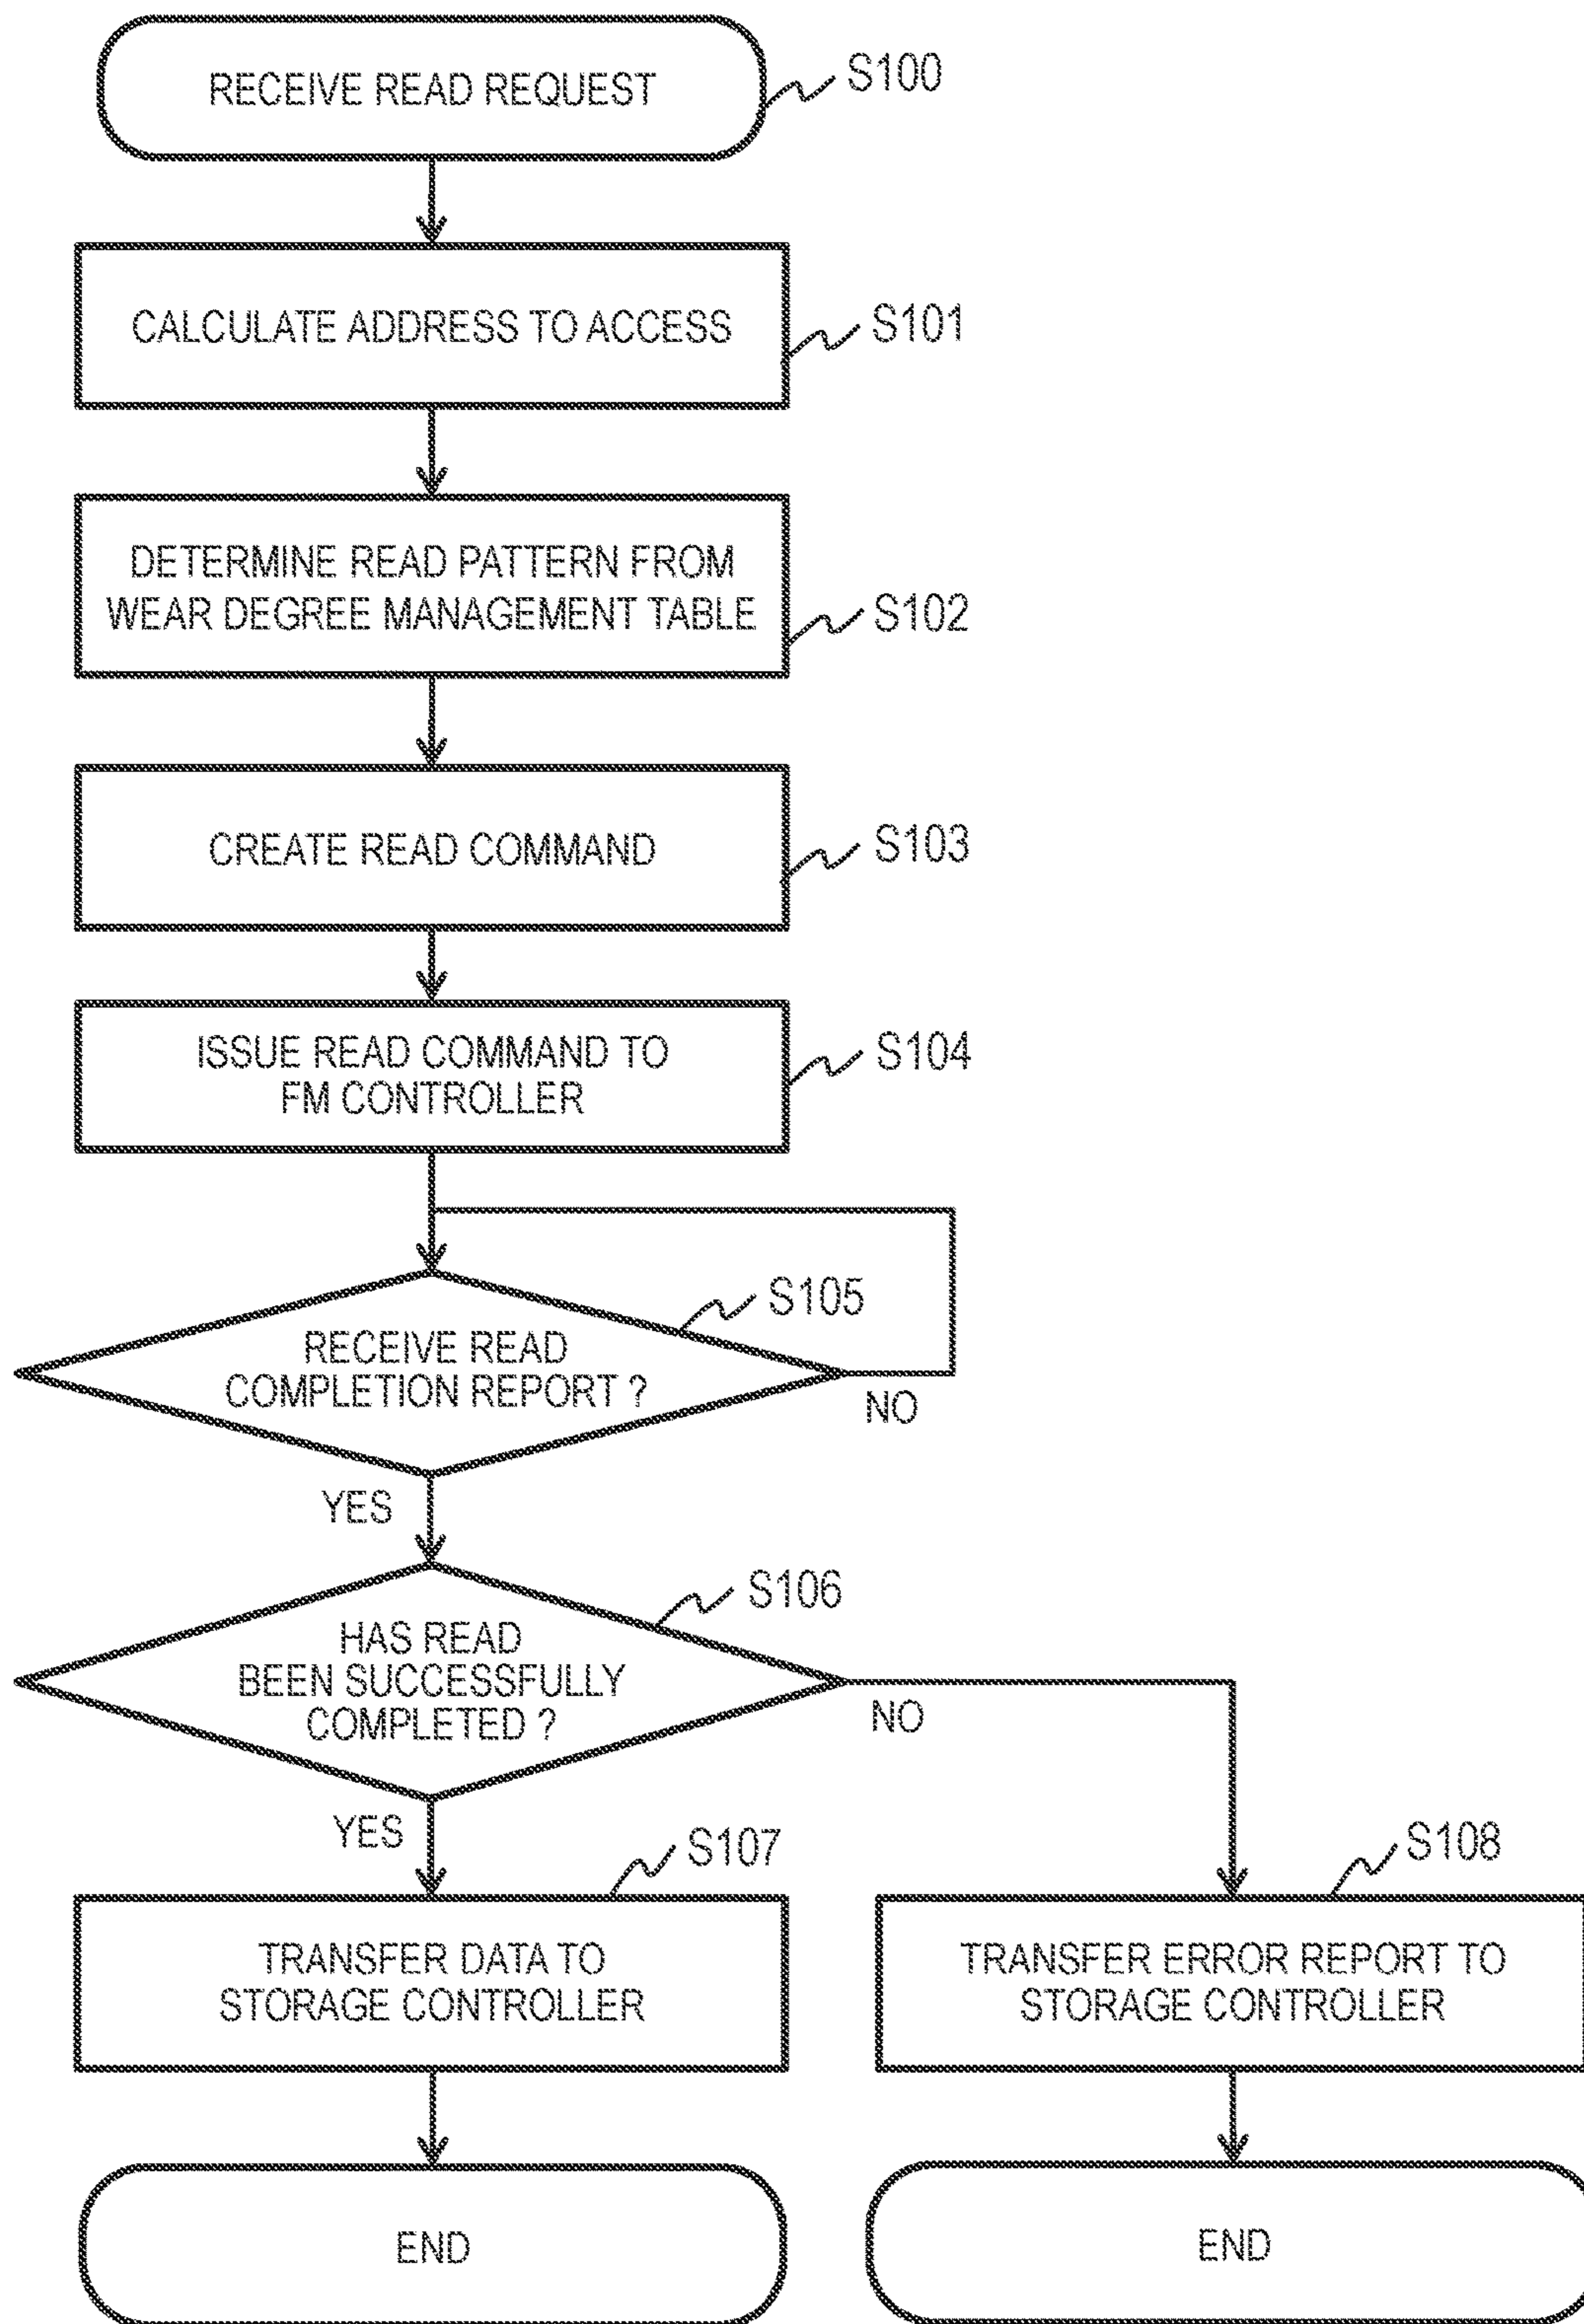 RECEIVE READ REQUEST
S100
CALCULATE ADDRESS TO ACCESS
S101
DETERMINE READ PATTERN FROM
WEAR DEGREE MANAGEMENT TABLE
S102
CREATE READ COMMAND
S103
ISSUE READ COMMAND TO
FM CONTROLLER
S104
S105
RECEIVE READ
COMPLETION REPORT ?
NO
YES
S106
HAS READ
BEEN SUCCESSFULLY
COMPLETED ?
NO
YES
S107
TRANSFER DATA TO
STORAGE CONTROLLER
S108
TRANSFER ERROR REPORT TO
STORAGE CONTROLLER
END
END